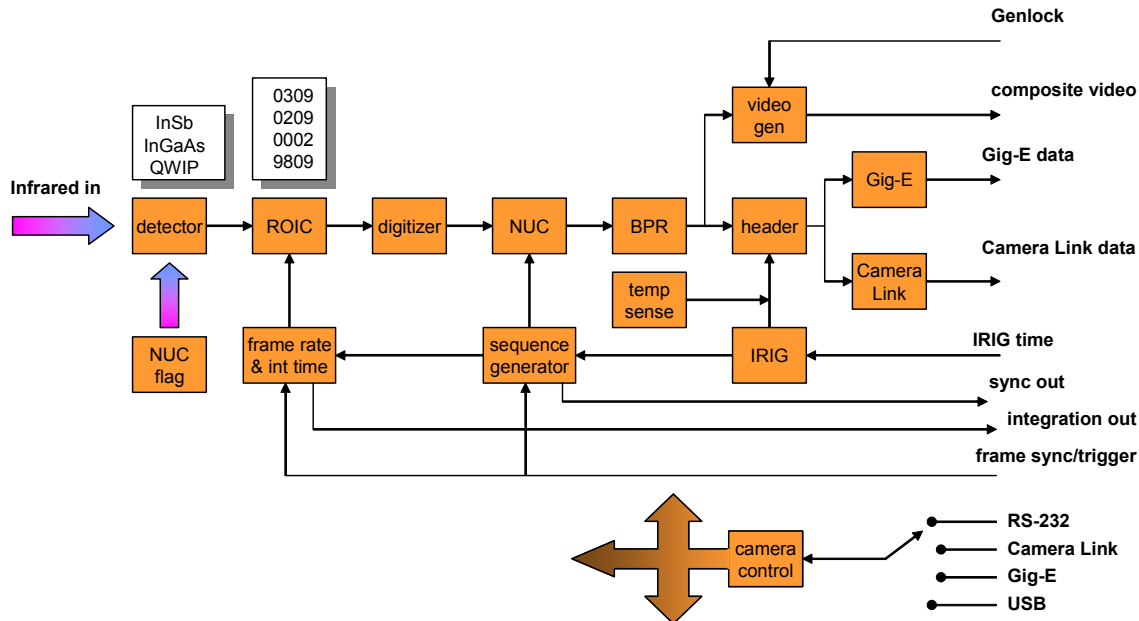 Genlock
0309
0209
0002
9809
composite video
video
gen
InSb
InGaAs
QWIP
Gig-E data
Gig-E
Infrared in
detector
ROIC
digitizer
NUC
BPR
header
Camera Link data
Camera
Link
temp
sense
IRIG time
NUC
flag
frame rate
& int time
sequence
generator
IRIG
sync out
integration out
frame sync/trigger
camera
control
RS-232
Camera Link
Gig-E
USB